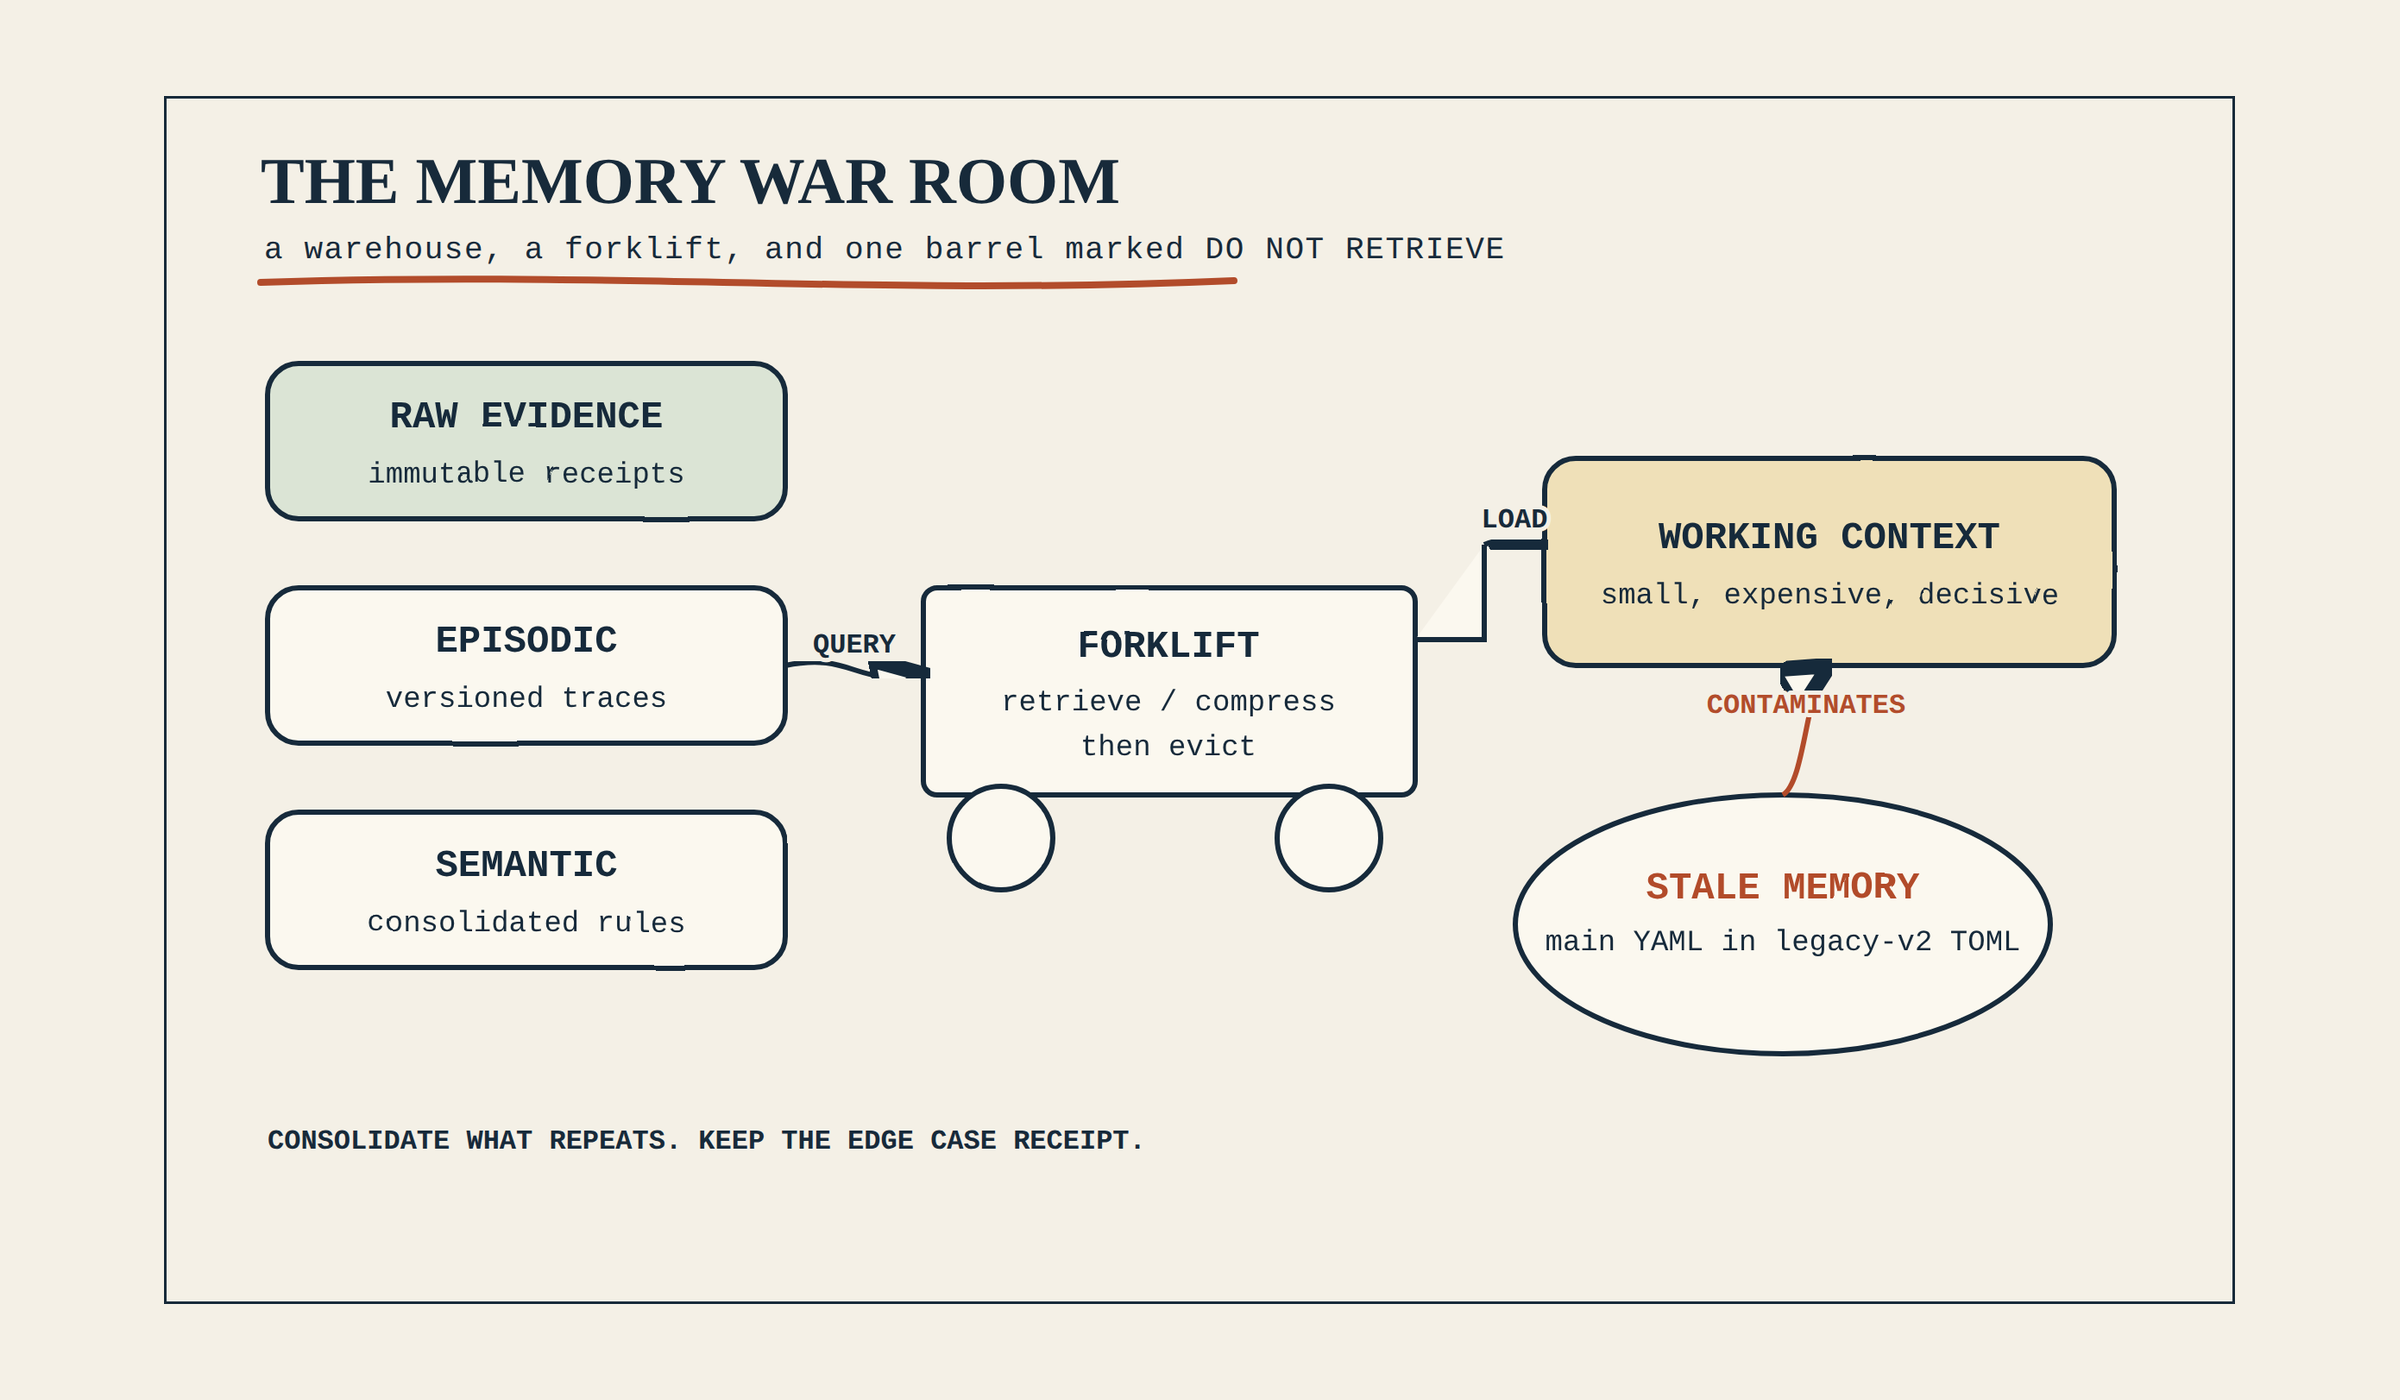 THE MEMORY WAR ROOM
a warehouse, a forklift, and one barrel marked DO NOT RETRIEVE
RAW EVIDENCE
immutable receipts
EPISODIC
versioned traces
SEMANTIC
consolidated rules
QUERY
FORKLIFT
retrieve / compress
then evict
LOAD
WORKING CONTEXT
small, expensive, decisive
CONTAMINATES
STALE MEMORY
main YAML in legacy-v2 TOML
CONSOLIDATE WHAT REPEATS. KEEP THE EDGE CASE RECEIPT.